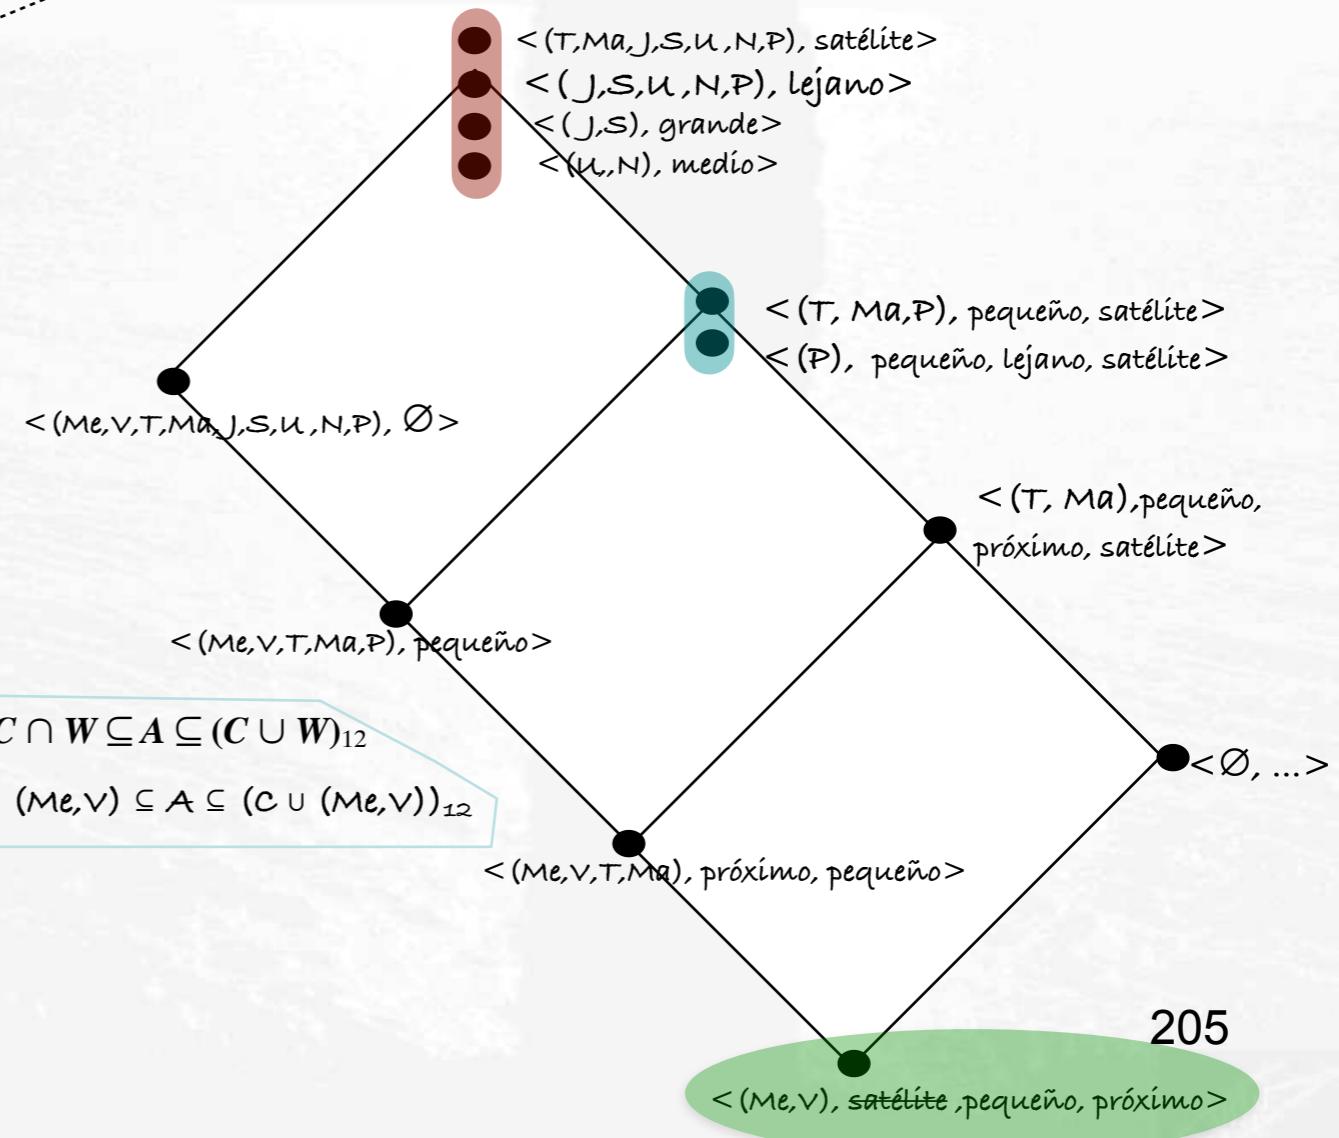 <(T,Ma,J,S,U,N,P), satélite>
<( J,S,U,N,P), lejano>
<( J,S), grande>
<(U,,N), medio>
<(T, Ma,P), pequeño, satélite>
<(P), pequeño, lejano, satélite>
<(Me,V,T,Ma,J,S,U,N,P), ∅>
<(T, Ma),pequeño,
próximo, satélite>
<(Me,V,T,Ma,P), pequeño>
C ∩ W ⊆ A ⊆ (C ∪ W)₁₂
<∅, ...>
(Me,V) ⊆ A ⊆ (C ∪ (Me,V))₁₂
<(Me,V,T,Ma), próximo, pequeño>
205
<(Me,V), satélite ,pequeño, próximo>